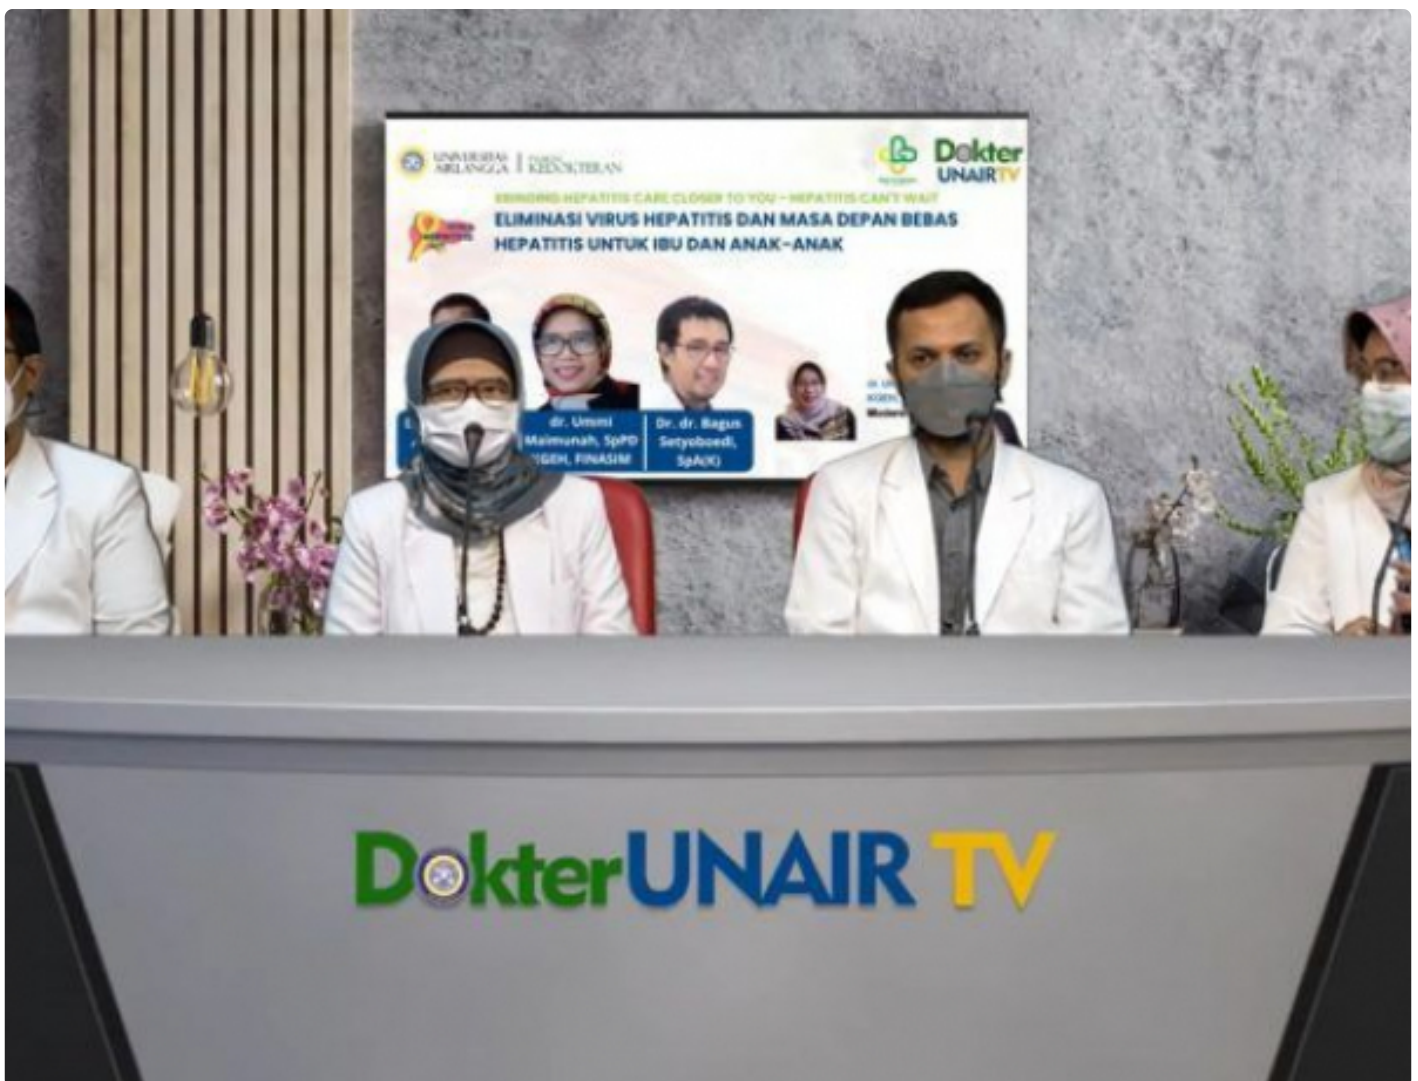 UNIVERSITAS
AIRLANGGA
KEDOKTERAN
Dokter
UNAIR TV
BRINGING HEPATITIS CARE CLOSER TO YOU - HEPATITIS CAN'T WAIT
ELIMINASI VIRUS HEPATITIS DAN MASA DEPAN BEBAS
HEPATITIS UNTUK IBU DAN ANAK-ANAK
dr. Ummi
Maimunah, SpPD
KGEH, FINASIM
Dr. dr. Bagus
Setyoboedi,
SpA(K)
Dokter UNAIR TV